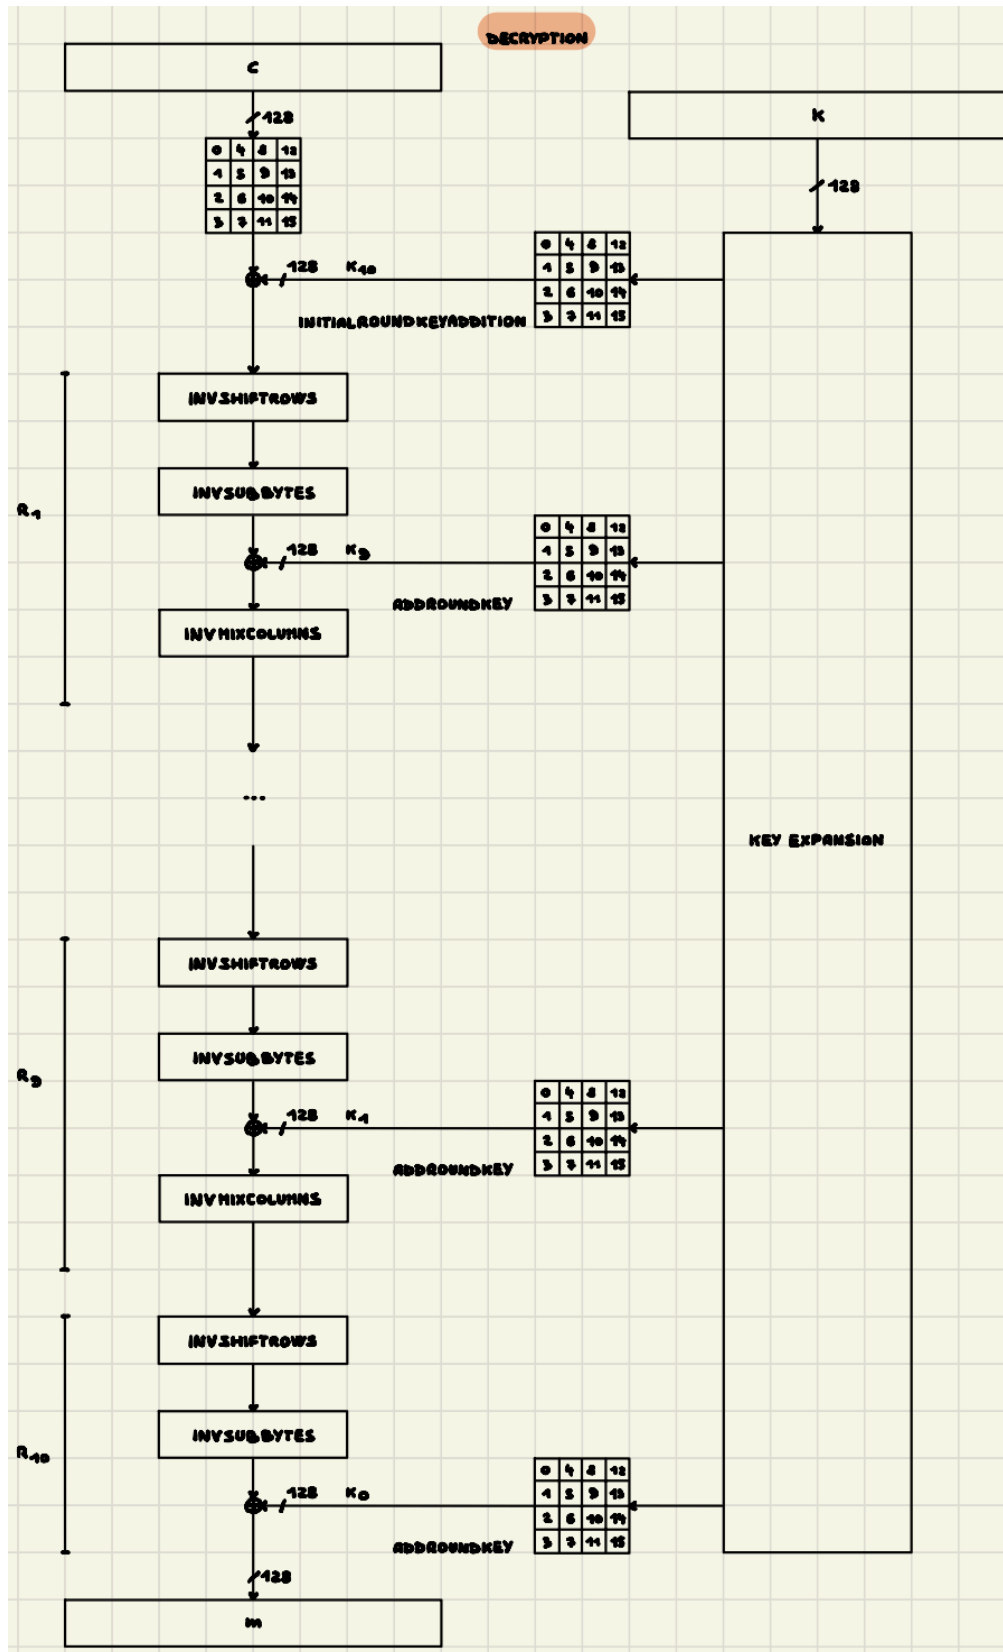 DECRYPTION
C
K
128
0 4 8 12
1 5 9 13
2 6 10 14
3 7 11 15
128
0 4 8 12
1 5 9 13
2 6 10 14
3 7 11 15
128 K10
INITIALROUNDKEYADDITION
INVSHIFTROWS
INVSUBBYTES
R1
0 4 8 12
1 5 9 13
2 6 10 14
3 7 11 15
128 K9
ADDROUNDKEY
INVMIXCOLUMNS
...
KEY EXPANSION
INVSHIFTROWS
INVSUBBYTES
R9
0 4 8 12
1 5 9 13
2 6 10 14
3 7 11 15
128 K1
ADDROUNDKEY
INVMIXCOLUMNS
INVSHIFTROWS
INVSUBBYTES
R10
0 4 8 12
1 5 9 13
2 6 10 14
3 7 11 15
128 K0
ADDROUNDKEY
128
m